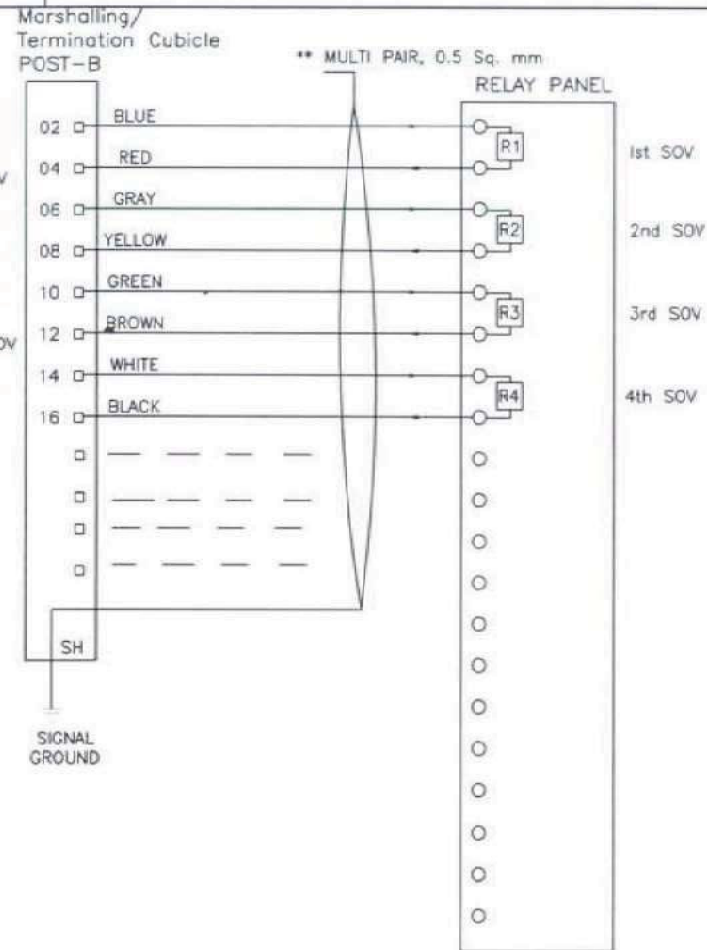 Marshalling/
Termination Cubicle
POST-B
** MULTI PAIR, 0.5 Sq. mm
RELAY PANEL
02 BLUE R1 1st SOV
04 RED
06 GRAY R2 2nd SOV
08 YELLOW
10 GREEN R3 3rd SOV
12 BROWN
14 WHITE R4 4th SOV
16 BLACK
SH
SIGNAL
GROUND